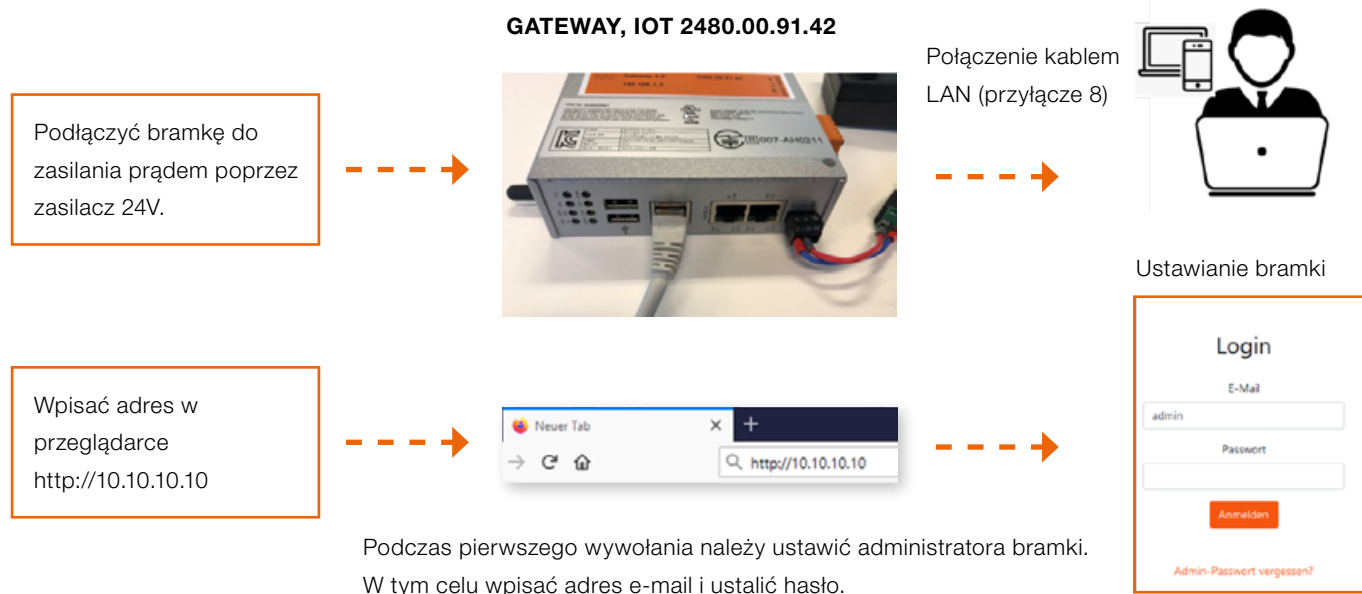 GATEWAY, IOT 2480.00.91.42
Podłączyć bramkę do
zasilania prądem poprzez
zasilacz 24V.
007-AH0211
Połączenie kablem
LAN (przyłącze 8)
Ustawianie bramki
Wpisać adres w
przeglądarce
http://10.10.10.10
Neuer Tab
http://10.10.10.10
Login
E-Mail
admin
Passwort
Anmelden
Admin-Passwort vergessen?
Podczas pierwszego wywołania należy ustawić administratora bramki.
W tym celu wpisać adres e-mail i ustalić hasło.